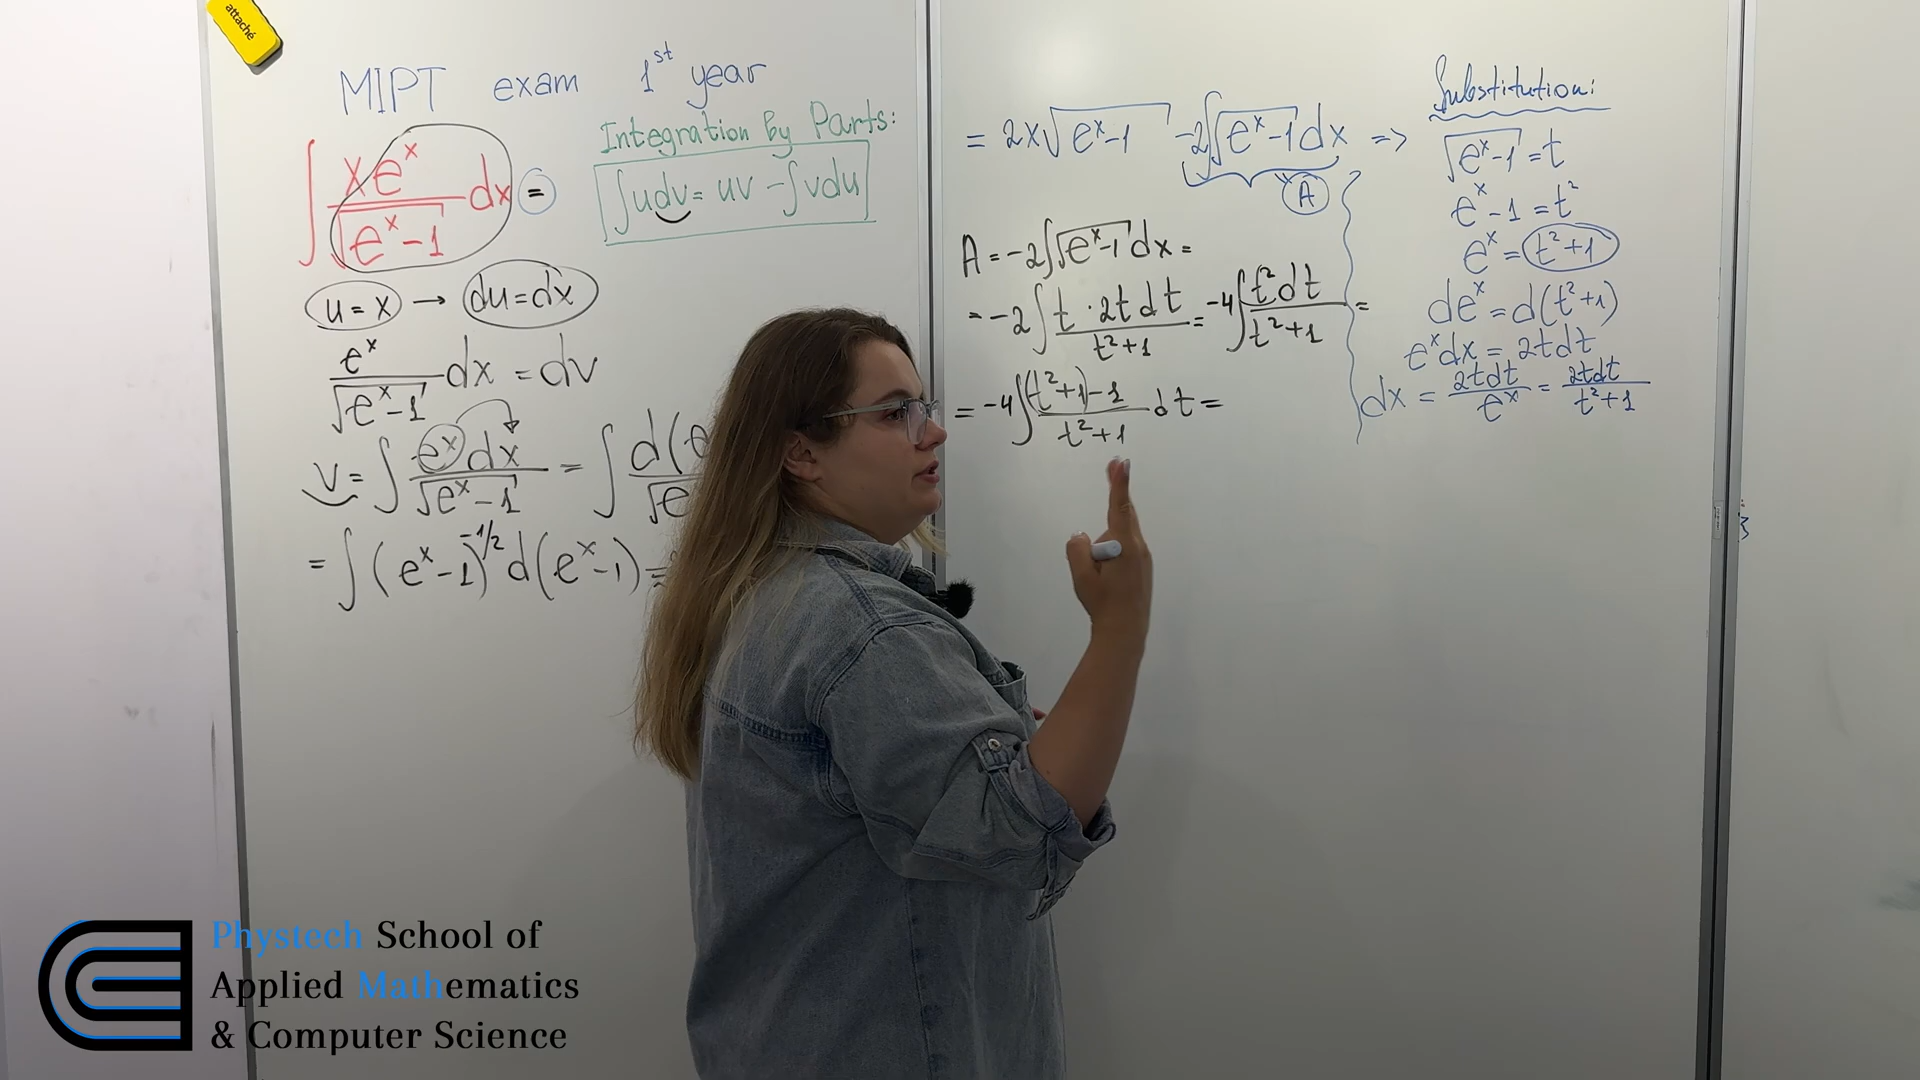 attaché
MIPT exam 1st year
∫ xe^x/√(e^x-1) dx =
Integration By Parts:
∫udv = uv - ∫vdu
u = x → du = dx
e^x/√(e^x-1) dx = dv
v = ∫ e^x dx/√(e^x-1) = ∫ d(e
= ∫ (e^x-1)^(-1/2) d(e^x-1) =
= 2x√(e^x-1) -2∫√(e^x-1) dx =>
A
A = -2∫√(e^x-1) dx =
= -2∫ t·2t dt/(t²+1) = -4∫ t²dt/(t²+1) =
= -4∫ ((t²+1)-1)/(t²+1) dt =
Substitution:
√(e^x-1) = t
e^x-1 = t²
e^x = t²+1
de^x = d(t²+1)
e^x dx = 2tdt
dx = 2tdt/e^x = 2tdt/(t²+1)
Phystech School of
Applied Mathematics
& Computer Science